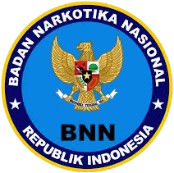 BADAN NARKOTIKA NASIONAL
BNN
REPUBLIK INDONESIA